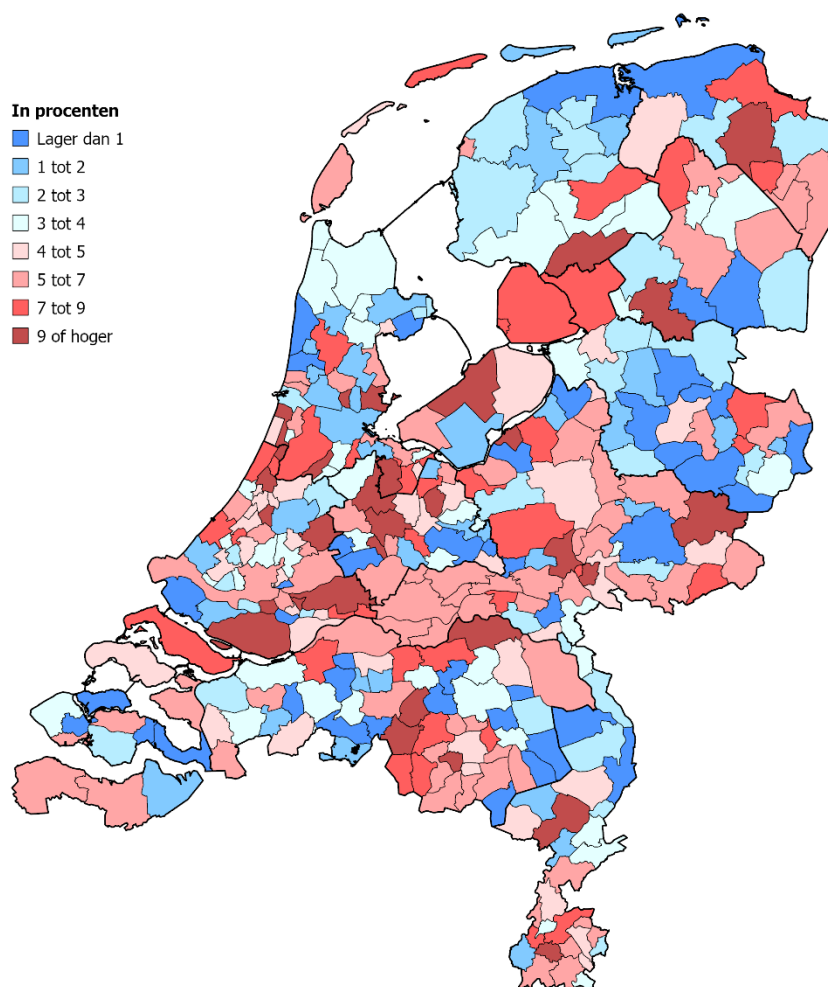 In procenten
Lager dan 1
1 tot 2
2 tot 3
3 tot 4
4 tot 5
5 tot 7
7 tot 9
9 of hoger